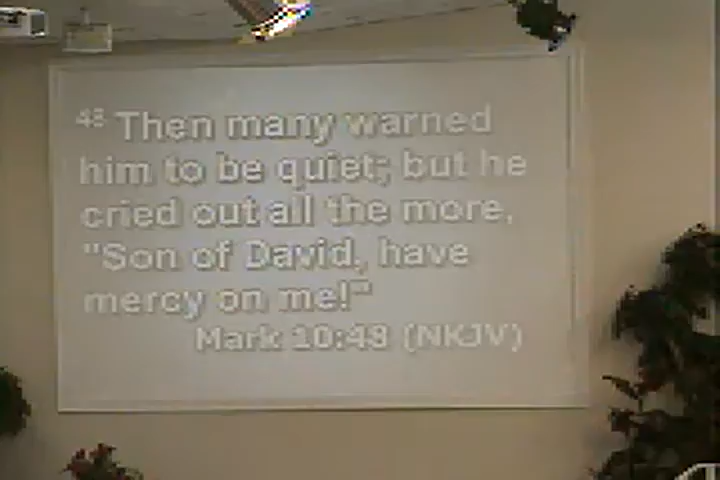 48 Then many warned
him to be quiet; but he
cried out all the more,
"Son of David, have
mercy on me!"
Mark 10:48 (NKJV)